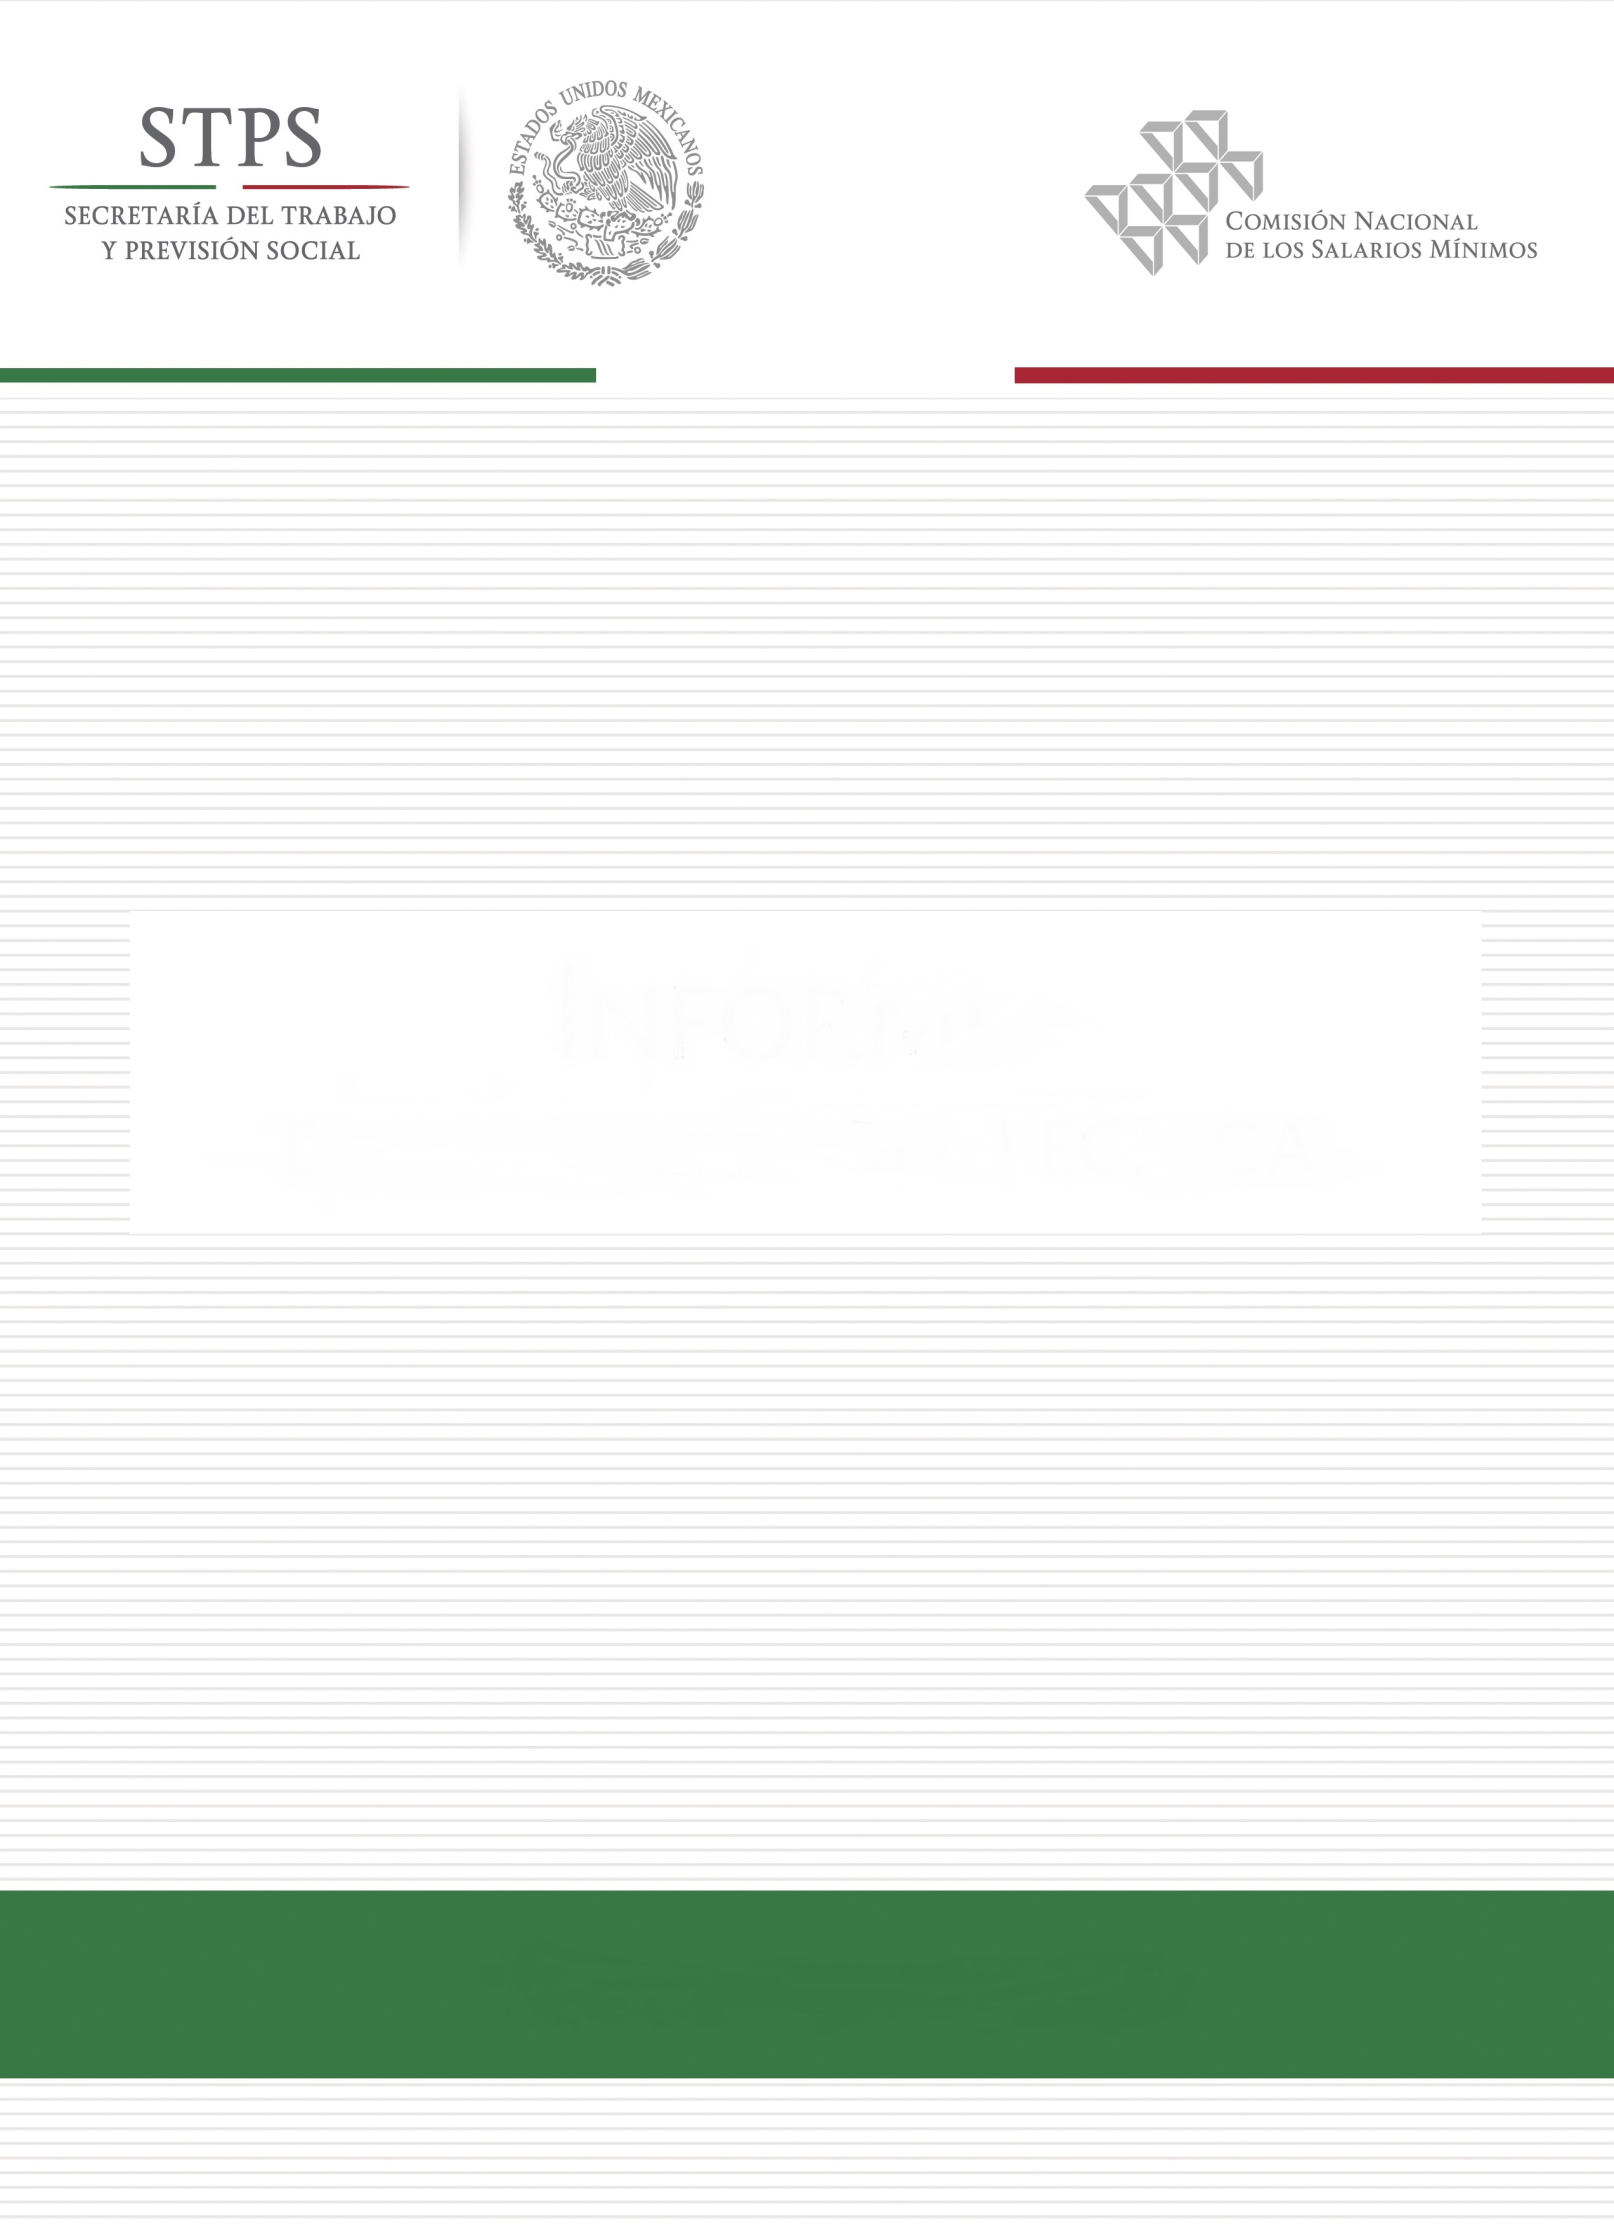 STPS
SECRETARÍA DEL TRABAJO
Y PREVISIÓN SOCIAL
ESTADOS UNIDOS MEXICANOS
COMISIÓN NACIONAL
DE LOS SALARIOS MÍNIMOS